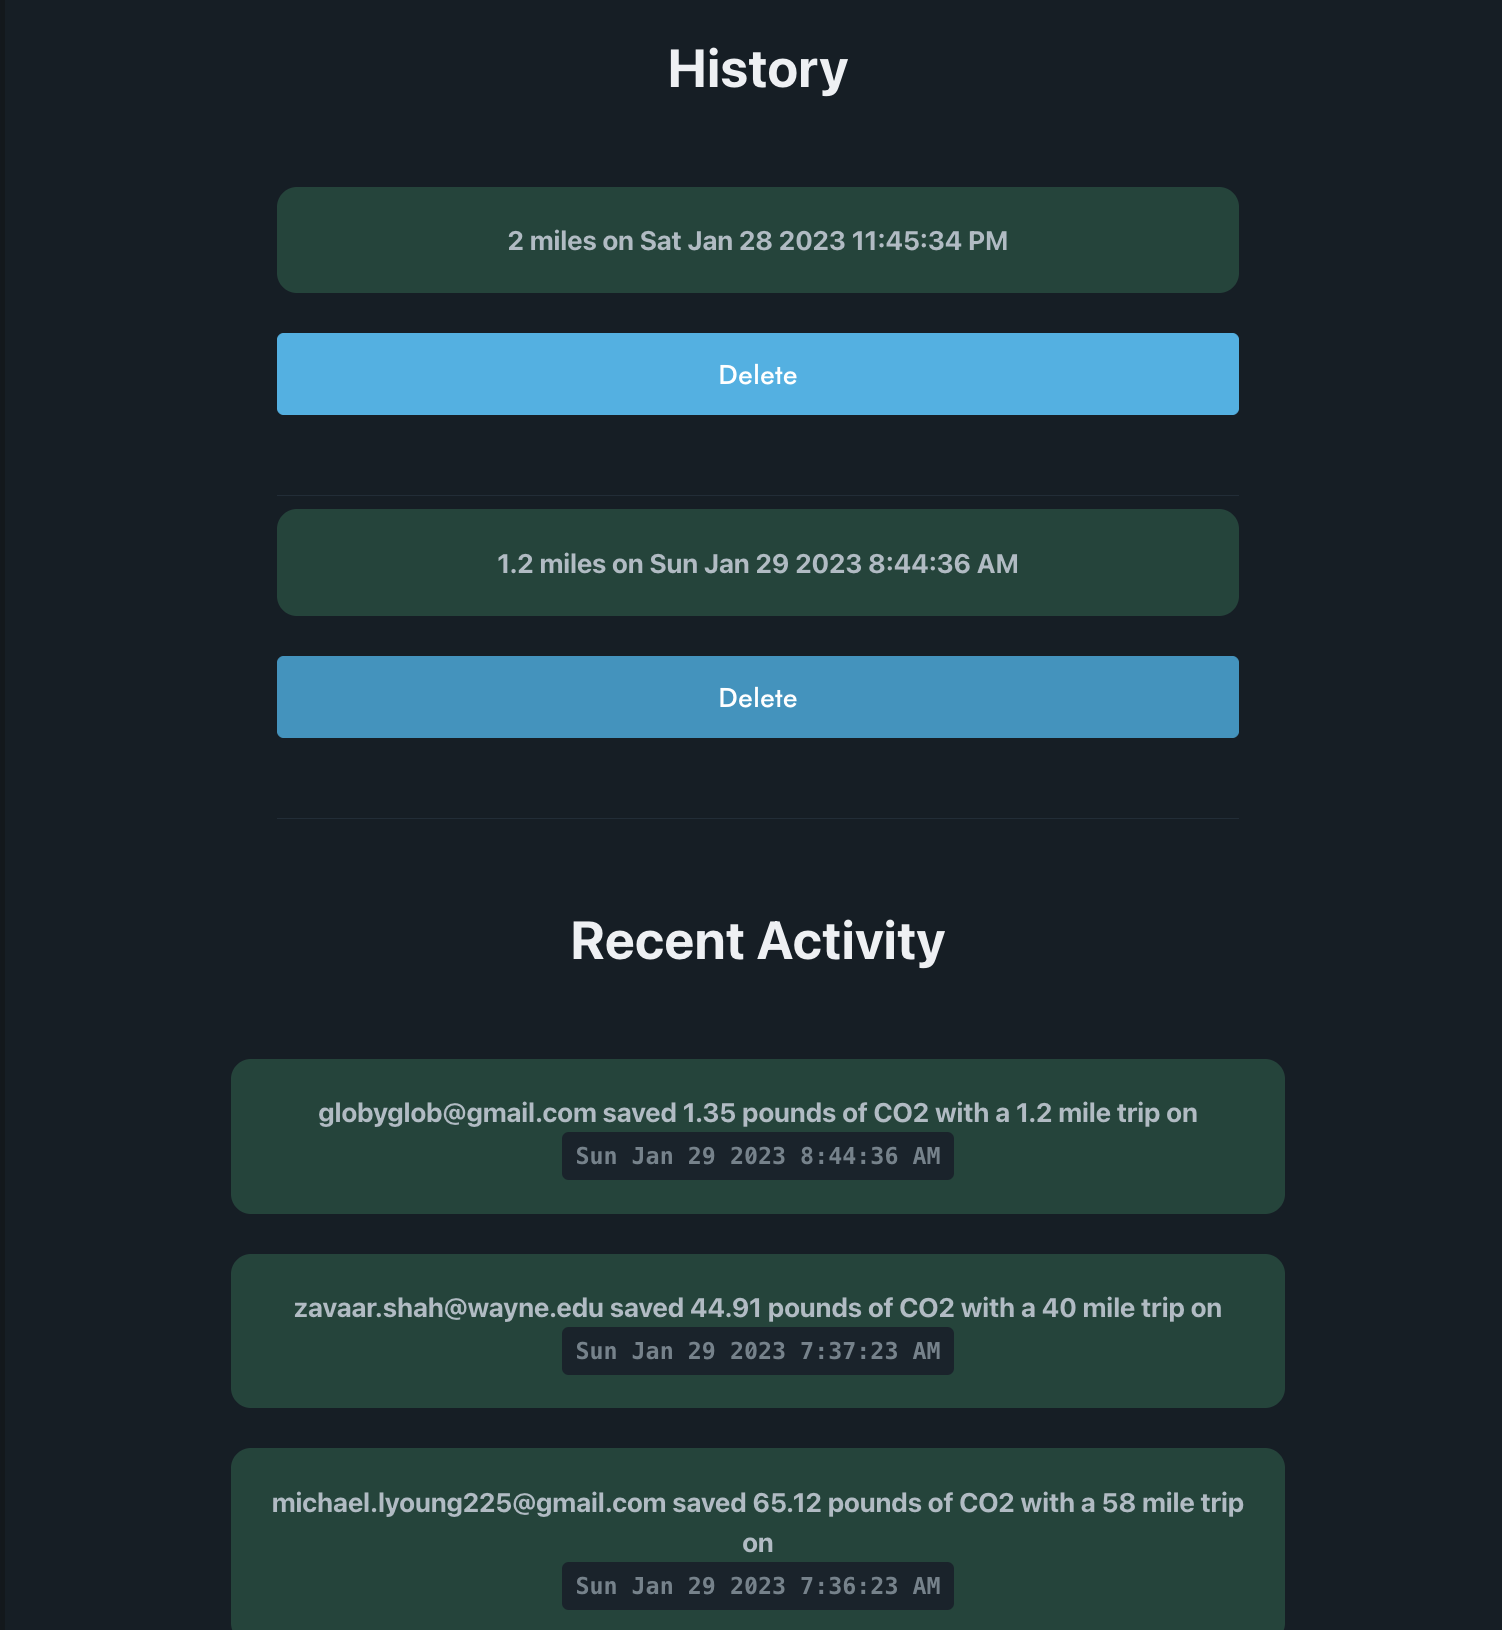 History
2 miles on Sat Jan 28 2023 11:45:34 PM
Delete
1.2 miles on Sun Jan 29 2023 8:44:36 AM
Delete
Recent Activity
globyglob@gmail.com saved 1.35 pounds of CO2 with a 1.2 mile trip on
Sun Jan 29 2023 8:44:36 AM
zavaar.shah@wayne.edu saved 44.91 pounds of CO2 with a 40 mile trip on
Sun Jan 29 2023 7:37:23 AM
michael.lyoung225@gmail.com saved 65.12 pounds of CO2 with a 58 mile trip
on
Sun Jan 29 2023 7:36:23 AM